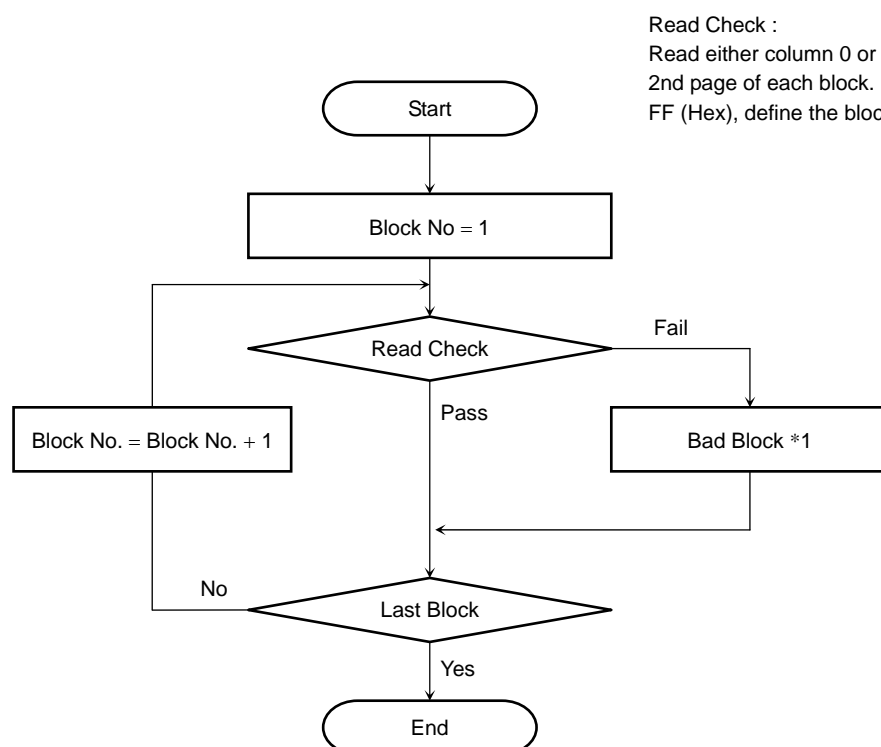 Read Check :
Read either column 0 or
2nd page of each block.
FF (Hex), define the
Start
Block No = 1
Read Check
Fail
Pass
Block No. = Block No. + 1
Bad Block *1
No
Last Block
Yes
End